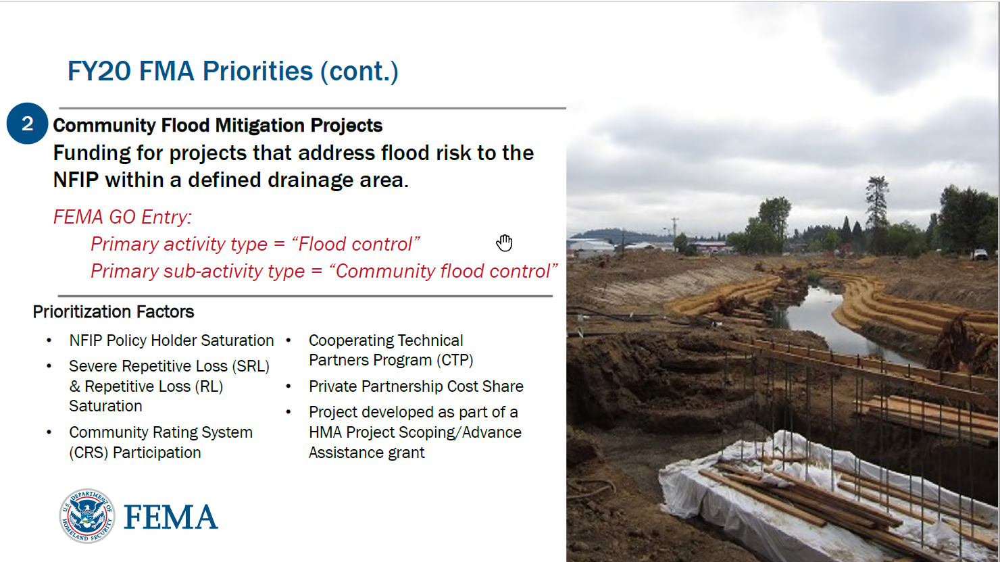 FY20 FMA Priorities (cont.)
2
Community Flood Mitigation Projects
Funding for projects that address flood risk to the
NFIP within a defined drainage area.
FEMA GO Entry:
Primary activity type = “Flood control”
Primary sub-activity type = “Community flood control”
Prioritization Factors
• NFIP Policy Holder Saturation
• Severe Repetitive Loss (SRL)
& Repetitive Loss (RL)
Saturation
• Community Rating System
(CRS) Participation
• Cooperating Technical
Partners Program (CTP)
• Private Partnership Cost Share
• Project developed as part of a
HMA Project Scoping/Advance
Assistance grant
U.S. DEPARTMENT OF
HOMELAND SECURITY
FEMA